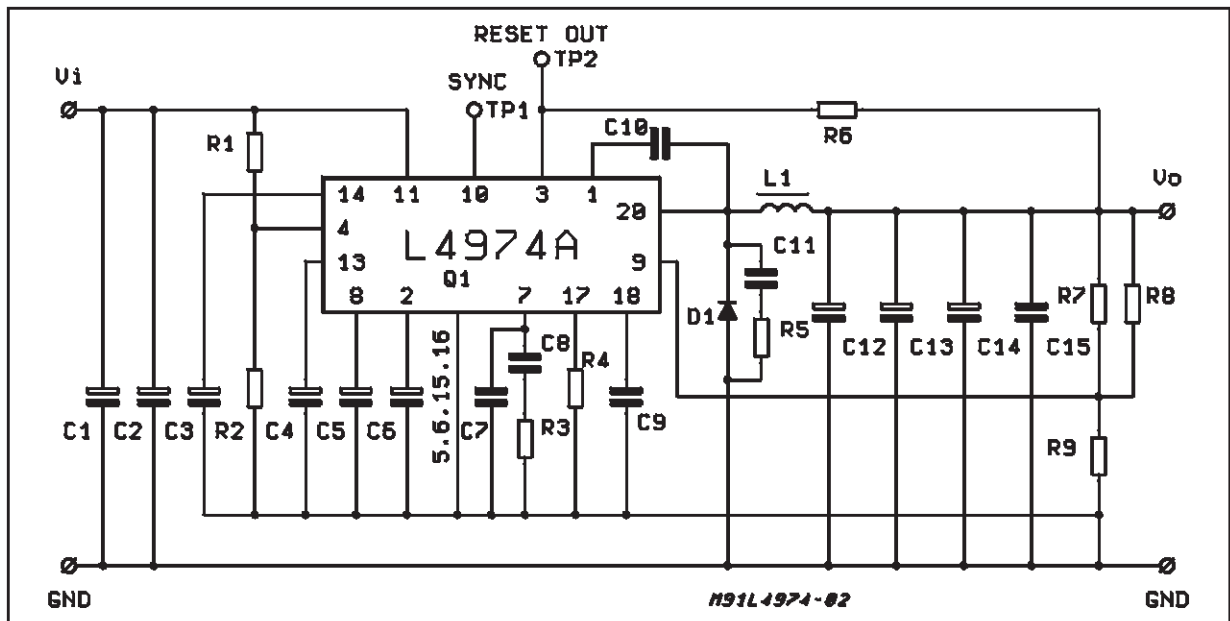 RESET OUT
TP2
Vi
SYNC
TP1
C10
R6
R1
L1
Vo
14
11
10
3
1
20
4
L4974A
C11
13
Q1
9
8
2
7
17
18
D1
R5
R7
R8
C8
R4
C12
C13
C14
C15
5.6.15.16
C1
C2
C3
R2
C4
C5
C6
C7
R3
C9
R9
GND
M91L4974-02
GND